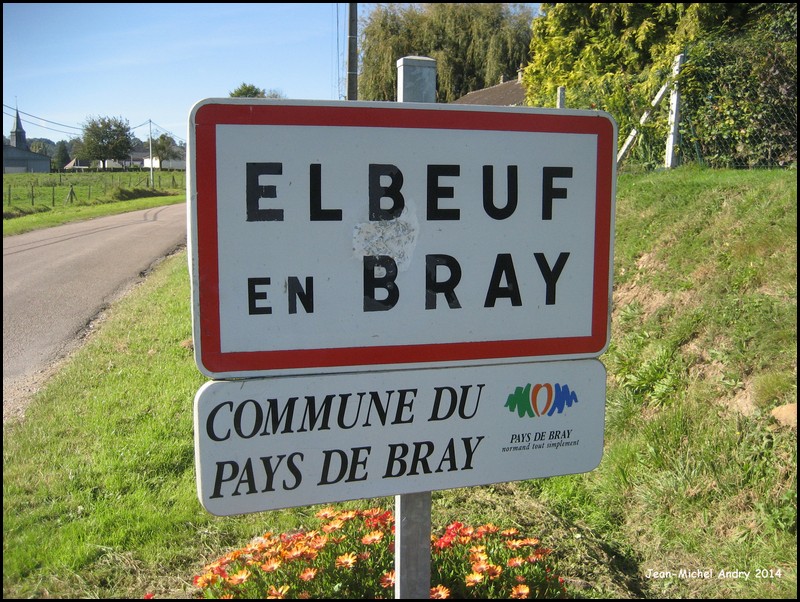 ELBEUF
EN BRAY
COMMUNE DU
PAYS DE BRAY
PAYS DE BRAY
normand tout simplement
Jean-Michel Andry 2014